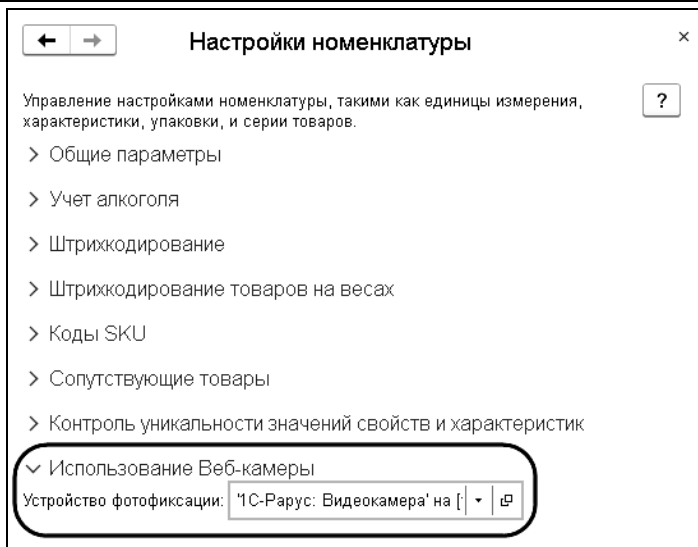 Настройки номенклатуры
Управление настройками номенклатуры, такими как единицы измерения, ?
характеристики, упаковки, и серии товаров.
Общие параметры
Учет алкоголя
Штрихкодирование
Штрихкодирование товаров на весах
Коды SKU
Сопутствующие товары
Контроль уникальности значений свойств и характеристик
Использование Веб-камеры
Устройство фотофиксации: '1С-Рарус: Видеокамера' на [